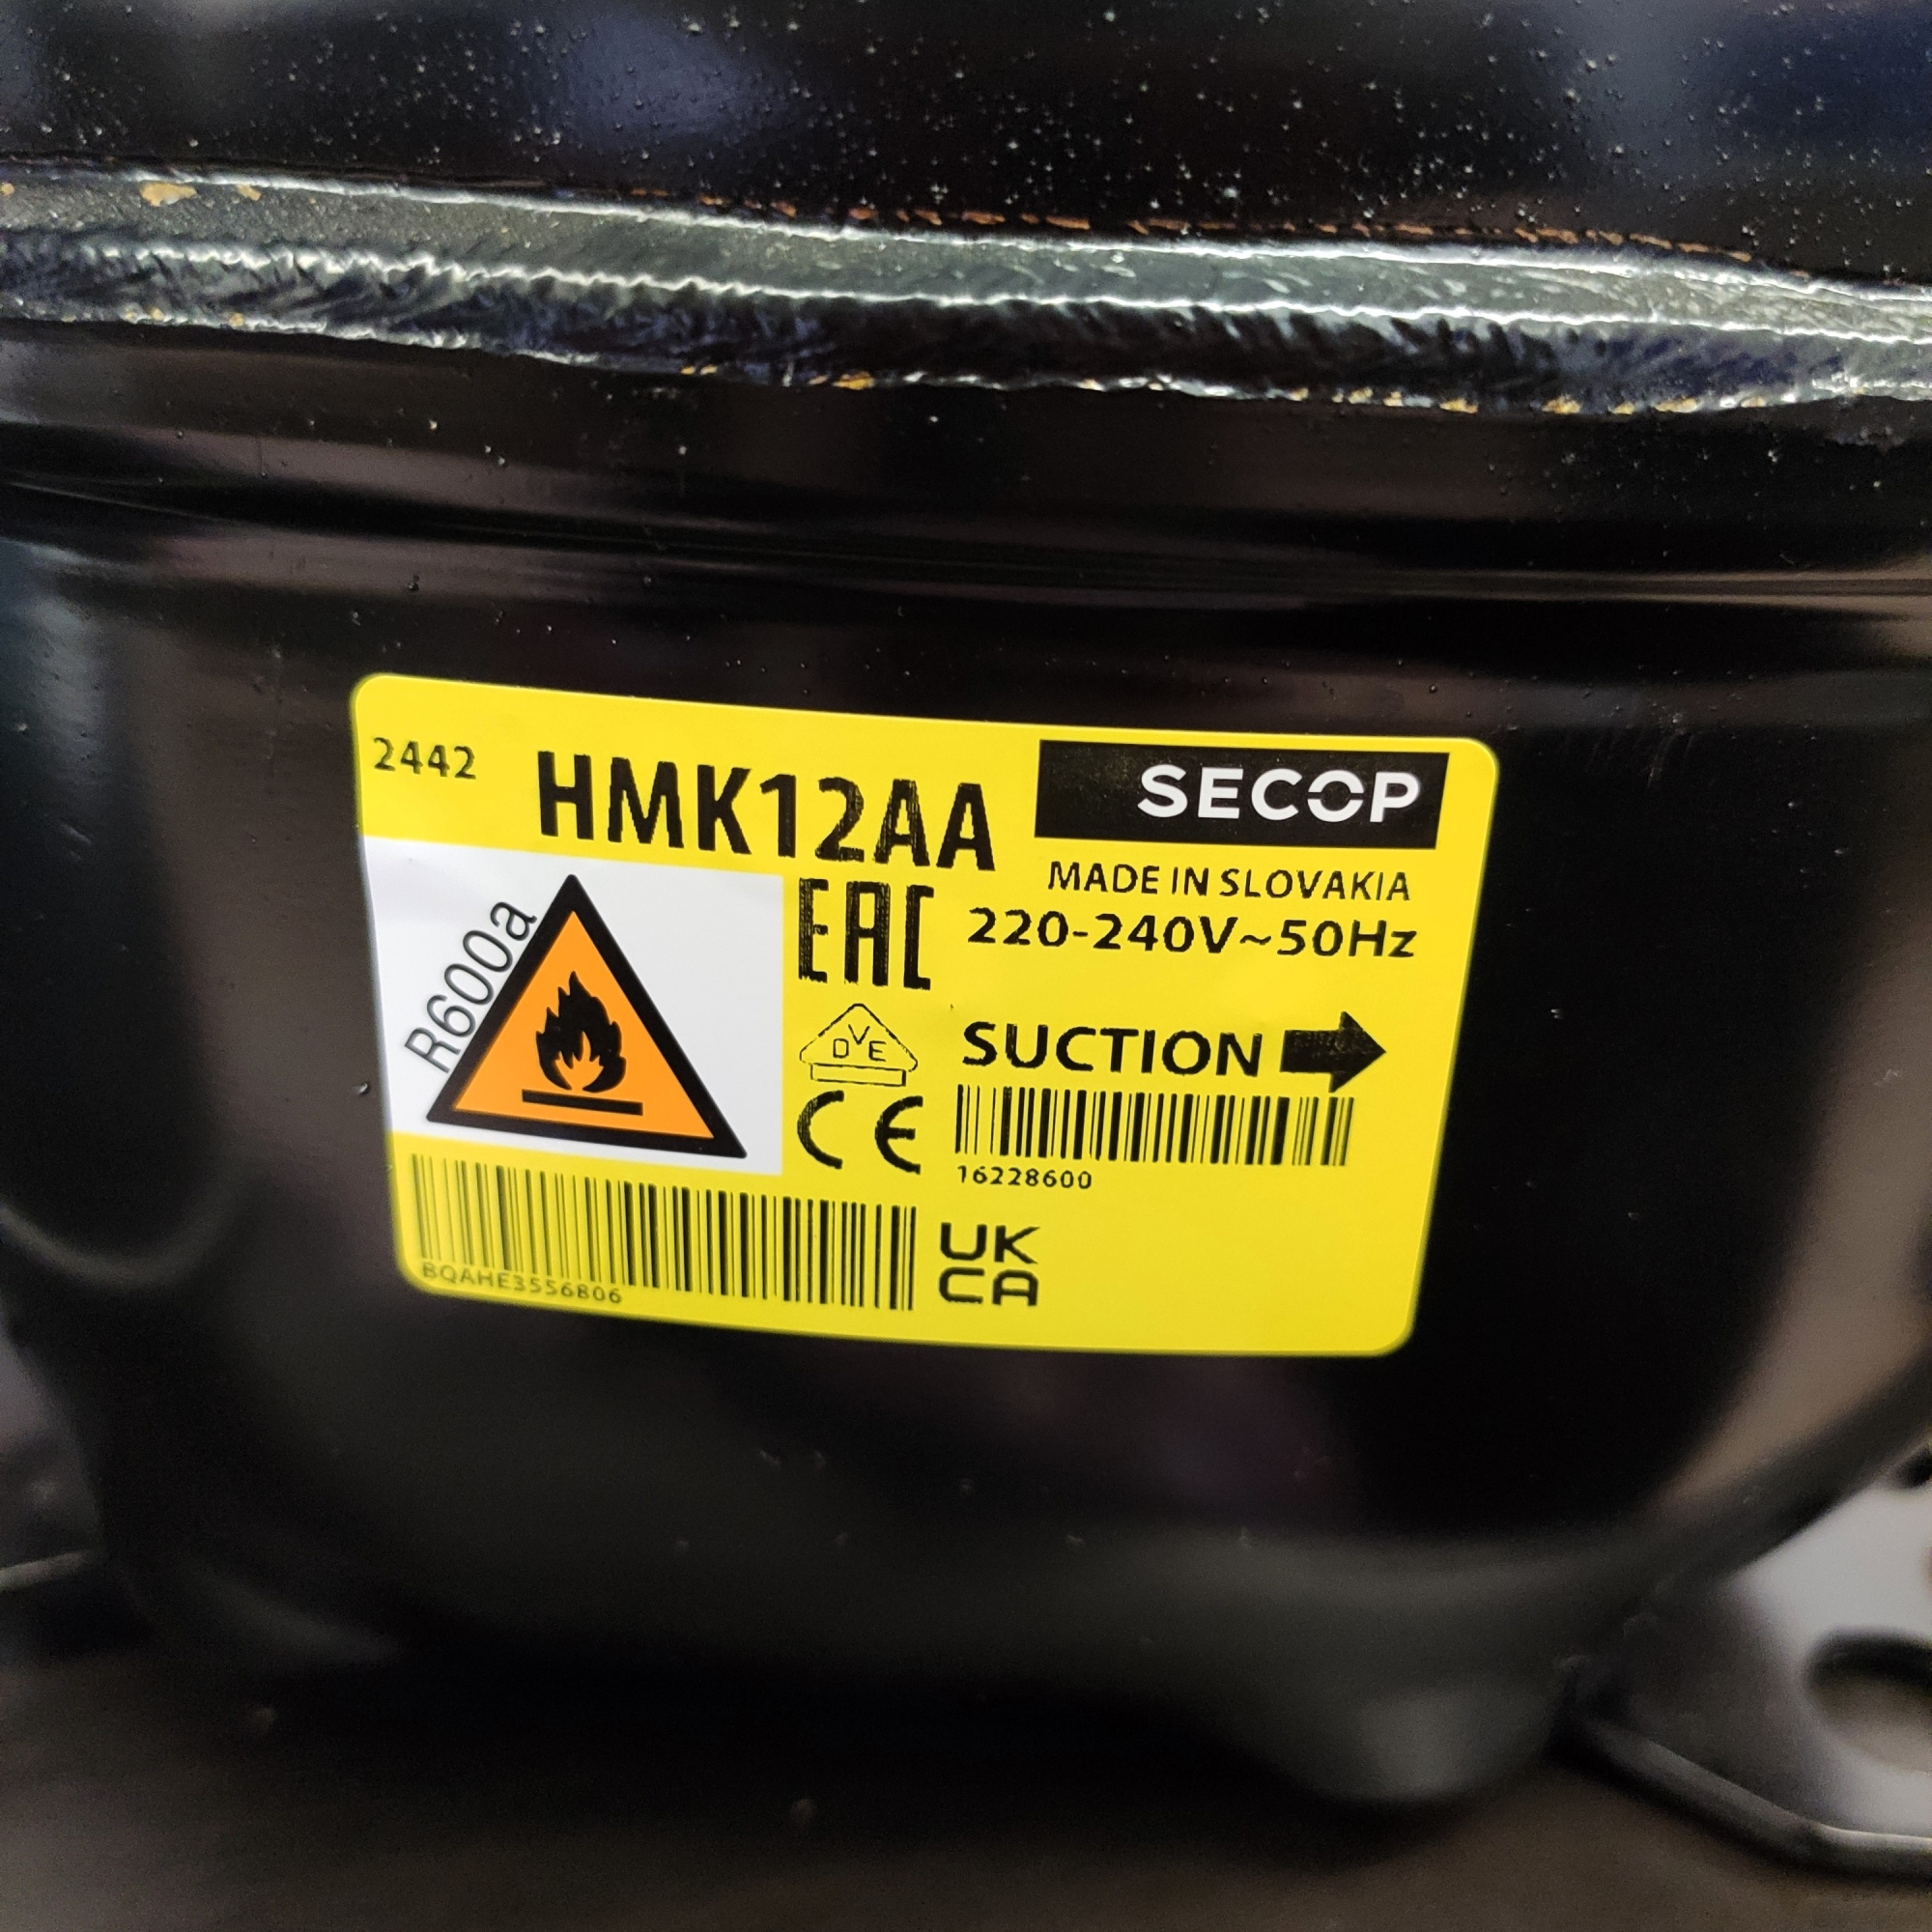 2442
HMK12AA
SECOP
MADE IN SLOVAKIA
EAC
220-240V~50Hz
R600a
DVE
SUCTION
CE
16228600
BQAHE3556806
UK
CA